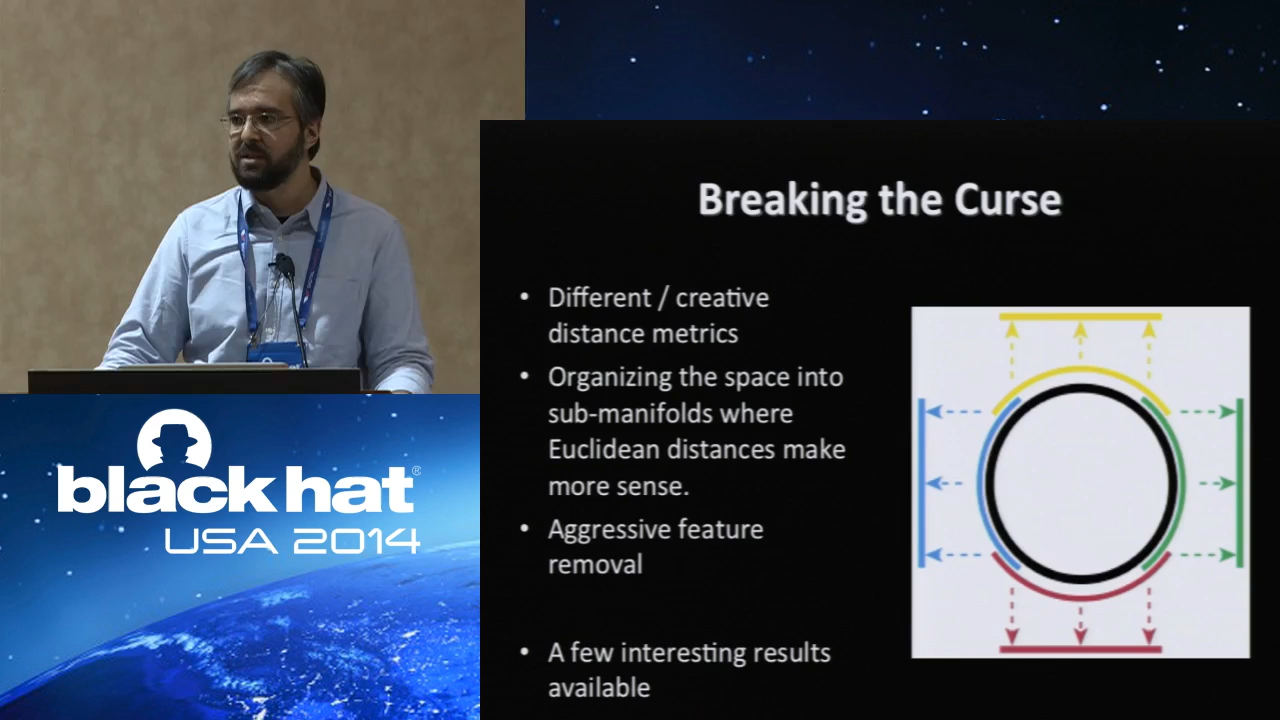 Breaking the Curse
• Different / creative
distance metrics
• Organizing the space into
sub-manifolds where
Euclidean distances make
more sense.
• Aggressive feature
removal
• A few interesting results
available
black hat®
USA 2014